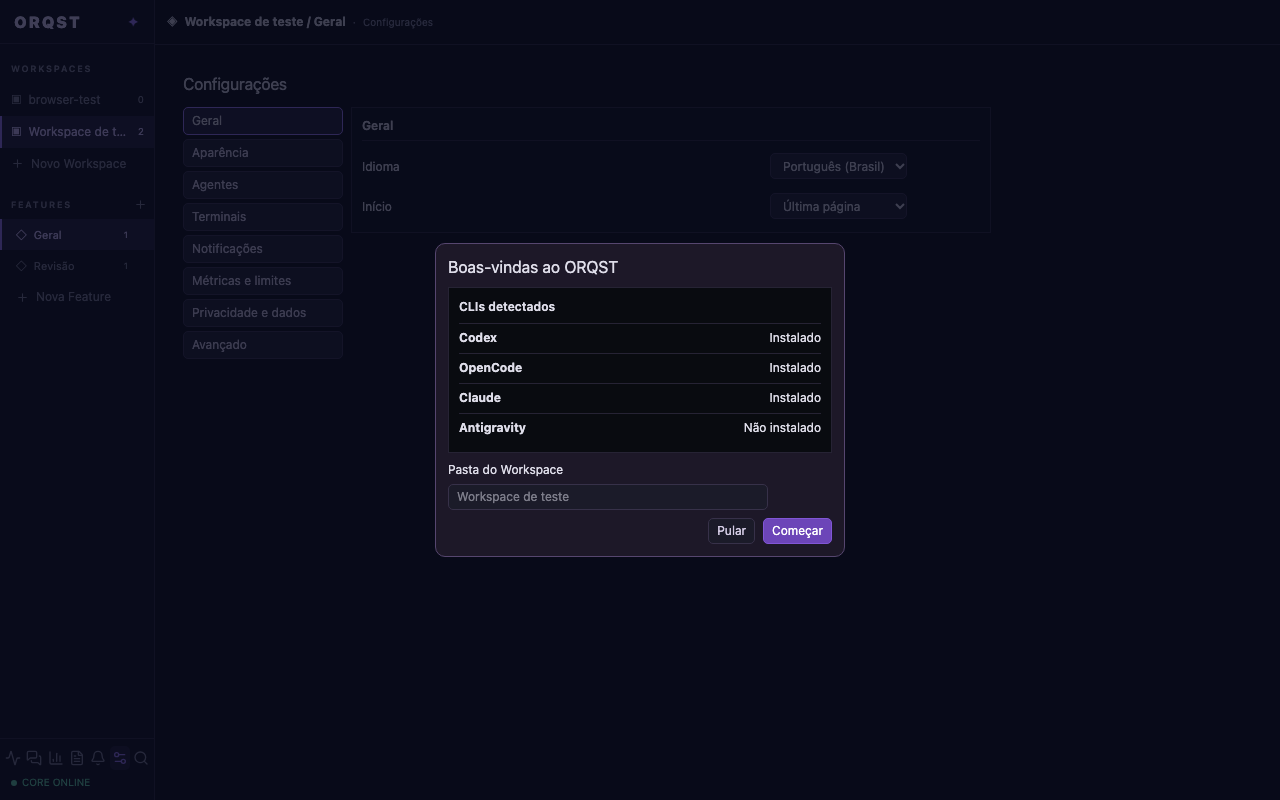 ORQST
Workspace de teste / Geral · Configurações
WORKSPACES
browser-test 0
Workspace de t... 2
+ Novo Workspace
FEATURES +
Geral 1
Revisão 1
+ Nova Feature
CORE ONLINE
Configurações
Geral
Aparência
Agentes
Terminais
Notificações
Métricas e limites
Privacidade e dados
Avançado
Geral
Idioma Português (Brasil)
Início Última página
Boas-vindas ao ORQST
CLIs detectados
Codex Instalado
OpenCode Instalado
Claude Instalado
Antigravity Não instalado
Pasta do Workspace
Workspace de teste
Pular Começar